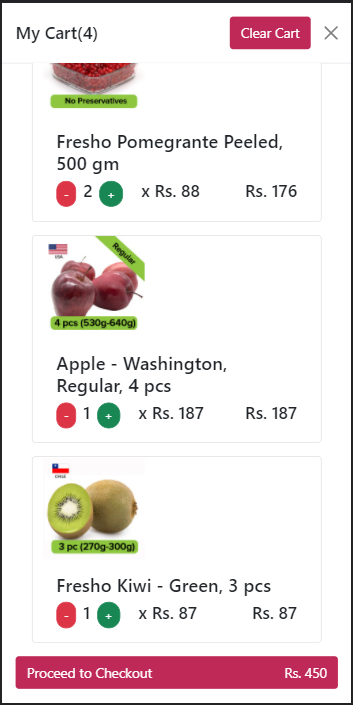 My Cart(4)
Clear Cart
No Preservatives
Fresho Pomegrante Peeled,
500 gm
- 2 + x Rs. 88 Rs. 176
USA
Regular
4 pcs (530g-640g)
Apple - Washington,
Regular, 4 pcs
- 1 + x Rs. 187 Rs. 187
CHILE
3 pc (270g-300g)
Fresho Kiwi - Green, 3 pcs
- 1 + x Rs. 87 Rs. 87
Proceed to Checkout Rs. 450